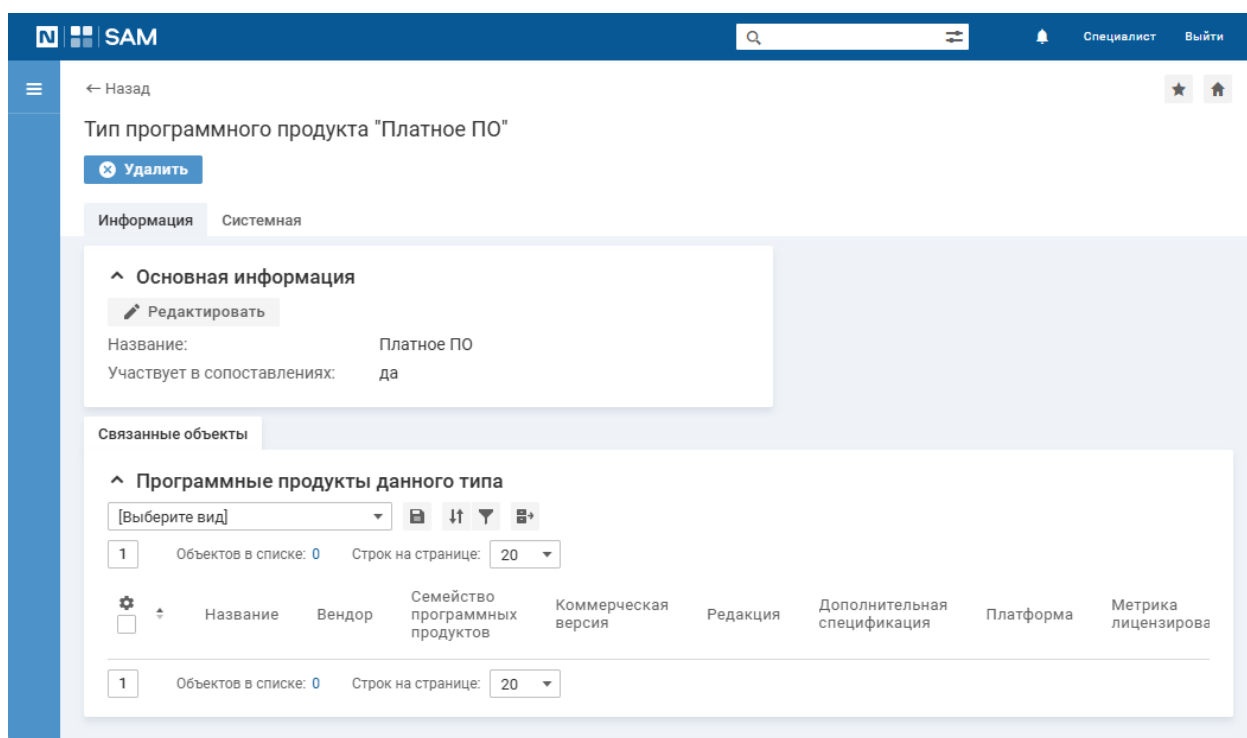 N SAM Специалист Выйти
← Назад
Тип программного продукта "Платное ПО"
Удалить
Информация Системная
Основная информация
Редактировать
Название: Платное ПО
Участвует в сопоставлениях: да
Связанные объекты
Программные продукты данного типа
[Выберите вид]
1 Объектов в списке: 0 Строк на странице: 20
Название Вендор Семейство программных продуктов Коммерческая версия Редакция Дополнительная спецификация Платформа Метрика лицензирова
1 Объектов в списке: 0 Строк на странице: 20